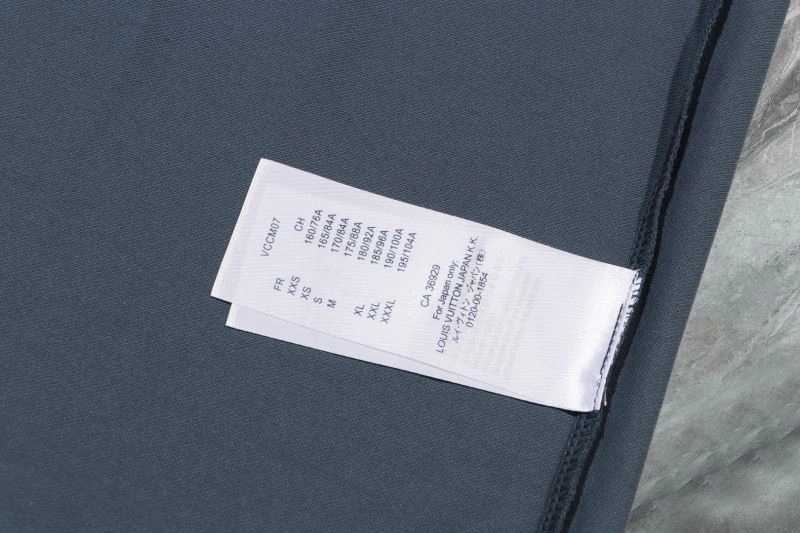 VCCM07
FR CH
XXS 160/76A
XS 165/84A
S 170/84A
M 175/88A
180/92A
XL 185/96A
XXL 190/100A
XXXL 195/104A
CA 36929
For Japan only:
LOUIS VUITTON JAPAN K.K.
ルイ・ヴィトン ジャパン(株)
0120-00-1854